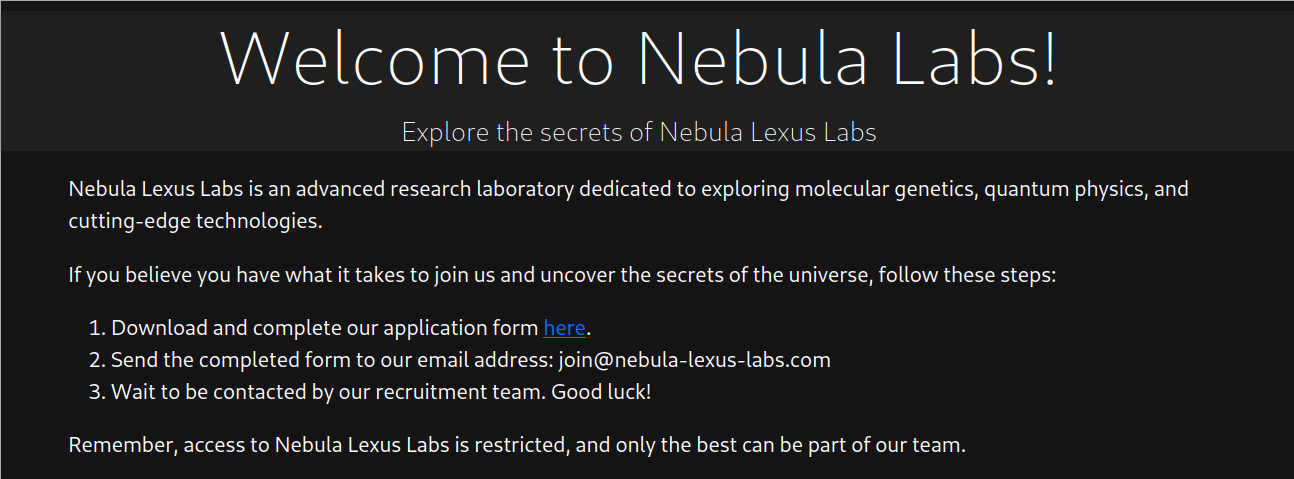 Welcome to Nebula Labs!
Explore the secrets of Nebula Lexus Labs
Nebula Lexus Labs is an advanced research laboratory dedicated to exploring molecular genetics, quantum physics, and
cutting-edge technologies.
If you believe you have what it takes to join us and uncover the secrets of the universe, follow these steps:
1. Download and complete our application form here.
2. Send the completed form to our email address: join@nebula-lexus-labs.com
3. Wait to be contacted by our recruitment team. Good luck!
Remember, access to Nebula Lexus Labs is restricted, and only the best can be part of our team.